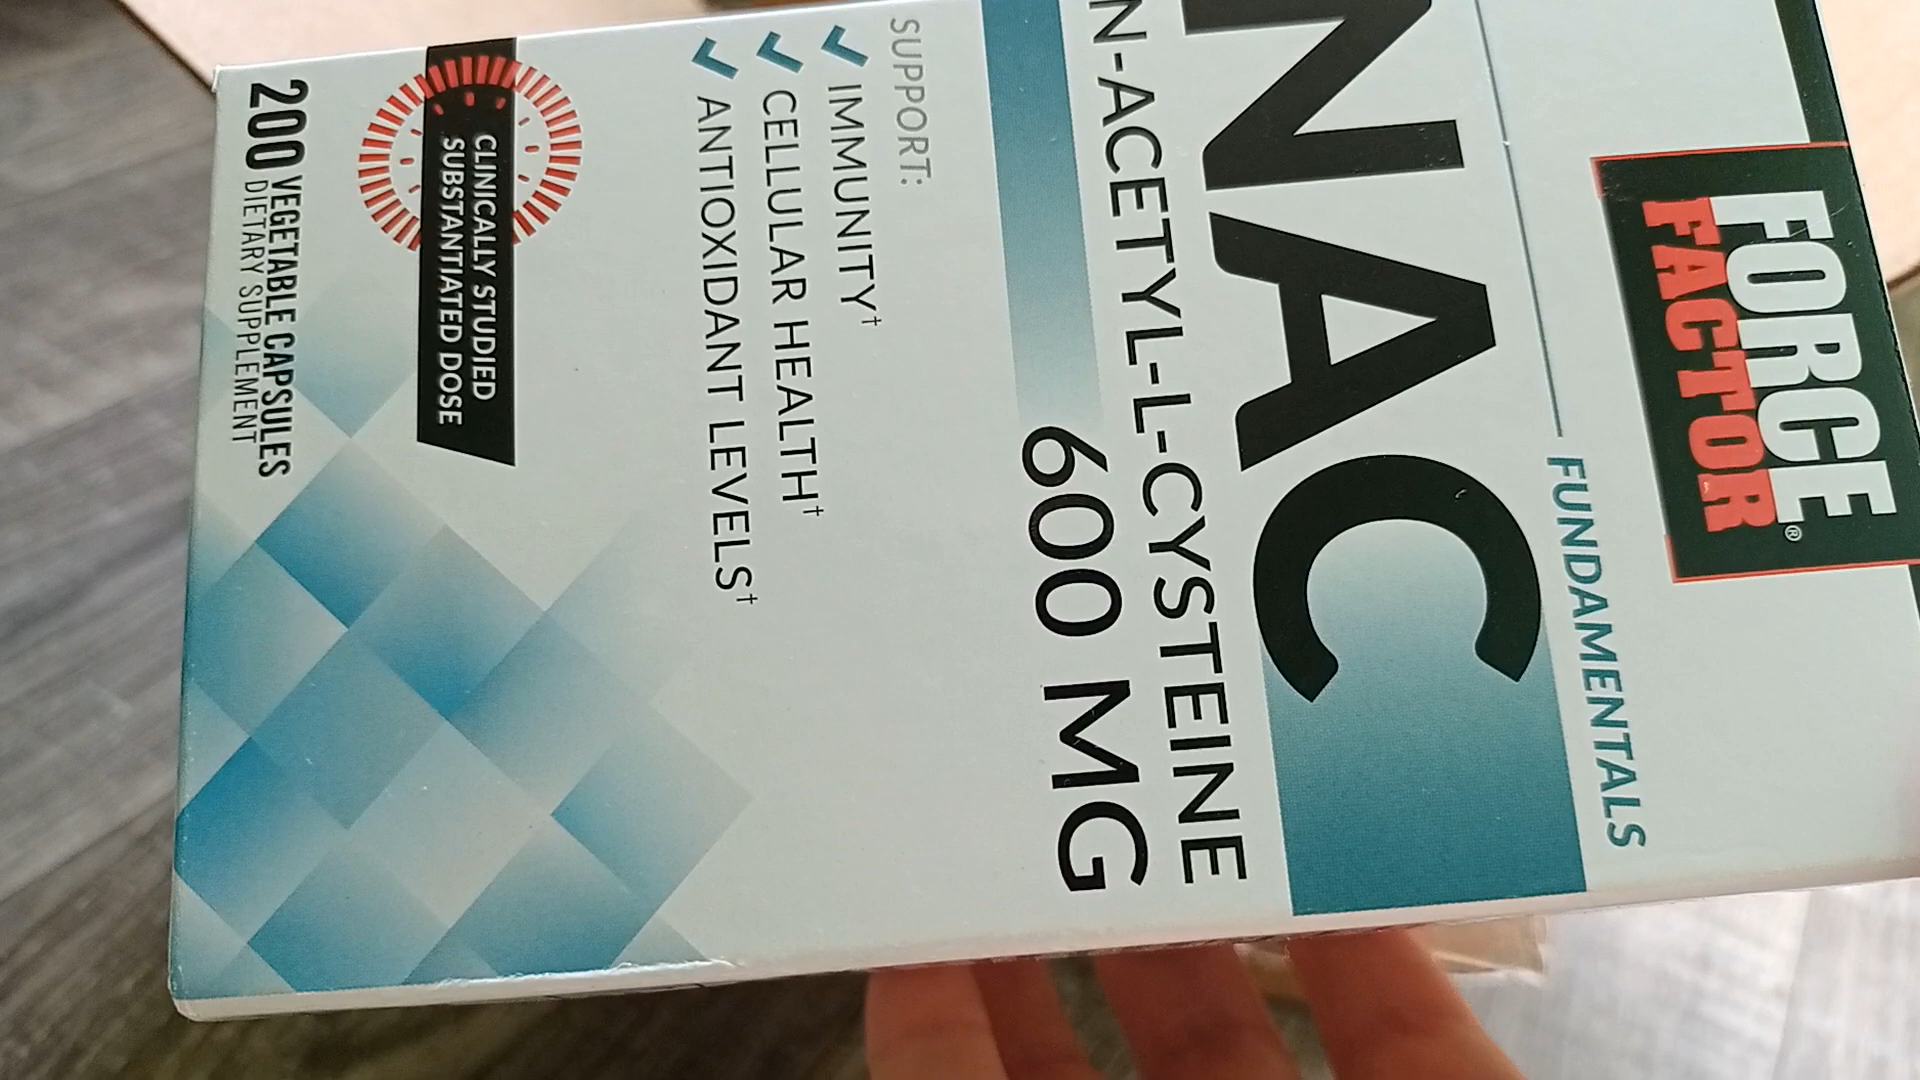 FORCE
FACTOR®
FUNDAMENTALS
NAC
N-ACETYL-L-CYSTEINE
600 MG
SUPPORT:
✓ IMMUNITY†
✓ CELLULAR HEALTH†
✓ ANTIOXIDANT LEVELS†
CLINICALLY STUDIED
SUBSTANTIATED DOSE
200 VEGETABLE CAPSULES
DIETARY SUPPLEMENT